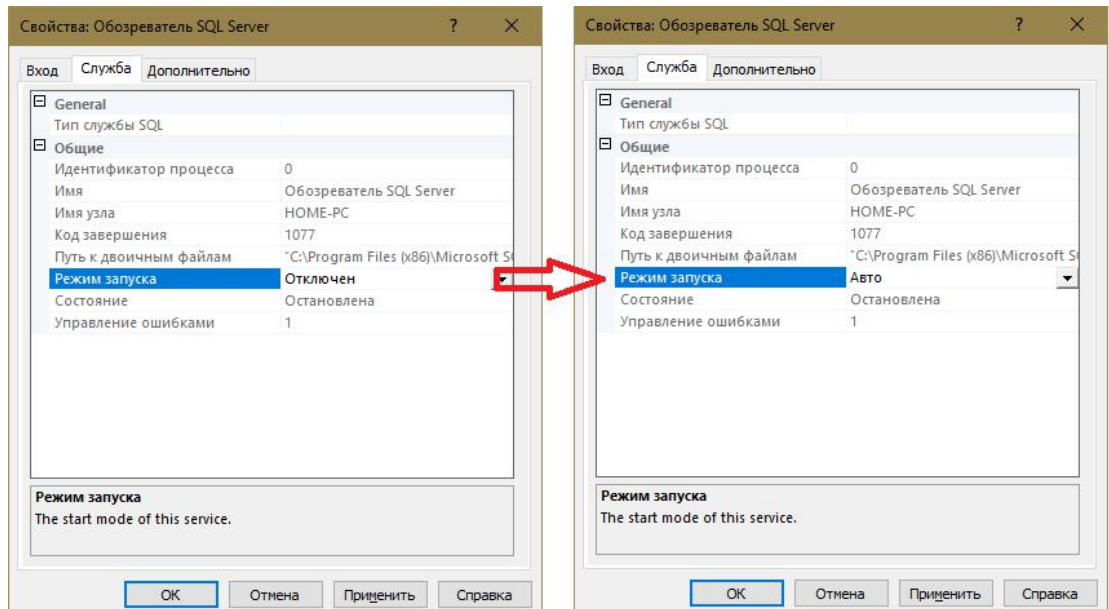 Свойства: Обозреватель SQL Server
Вход Служба Дополнительно
General
Тип службы SQL
Общие
Идентификатор процесса 0
Имя Обозреватель SQL Server
Имя узла HOME-PC
Код завершения 1077
Путь к двоичным файлам "C:\Program Files (x86)\Microsoft
Режим запуска Отключен
Состояние Остановлена
Управление ошибками 1
Режим запуска
The start mode of this service.
ОК Отмена Применить Справка
Свойства: Обозреватель SQL Server
Вход Служба Дополнительно
General
Тип службы SQL
Общие
Идентификатор процесса 0
Имя Обозреватель SQL Server
Имя узла HOME-PC
Код завершения 1077
Путь к двоичным файлам "C:\Program Files (x86)\Microsoft
Режим запуска Авто
Состояние Остановлена
Управление ошибками 1
Режим запуска
The start mode of this service.
ОК Отмена Применить Справка